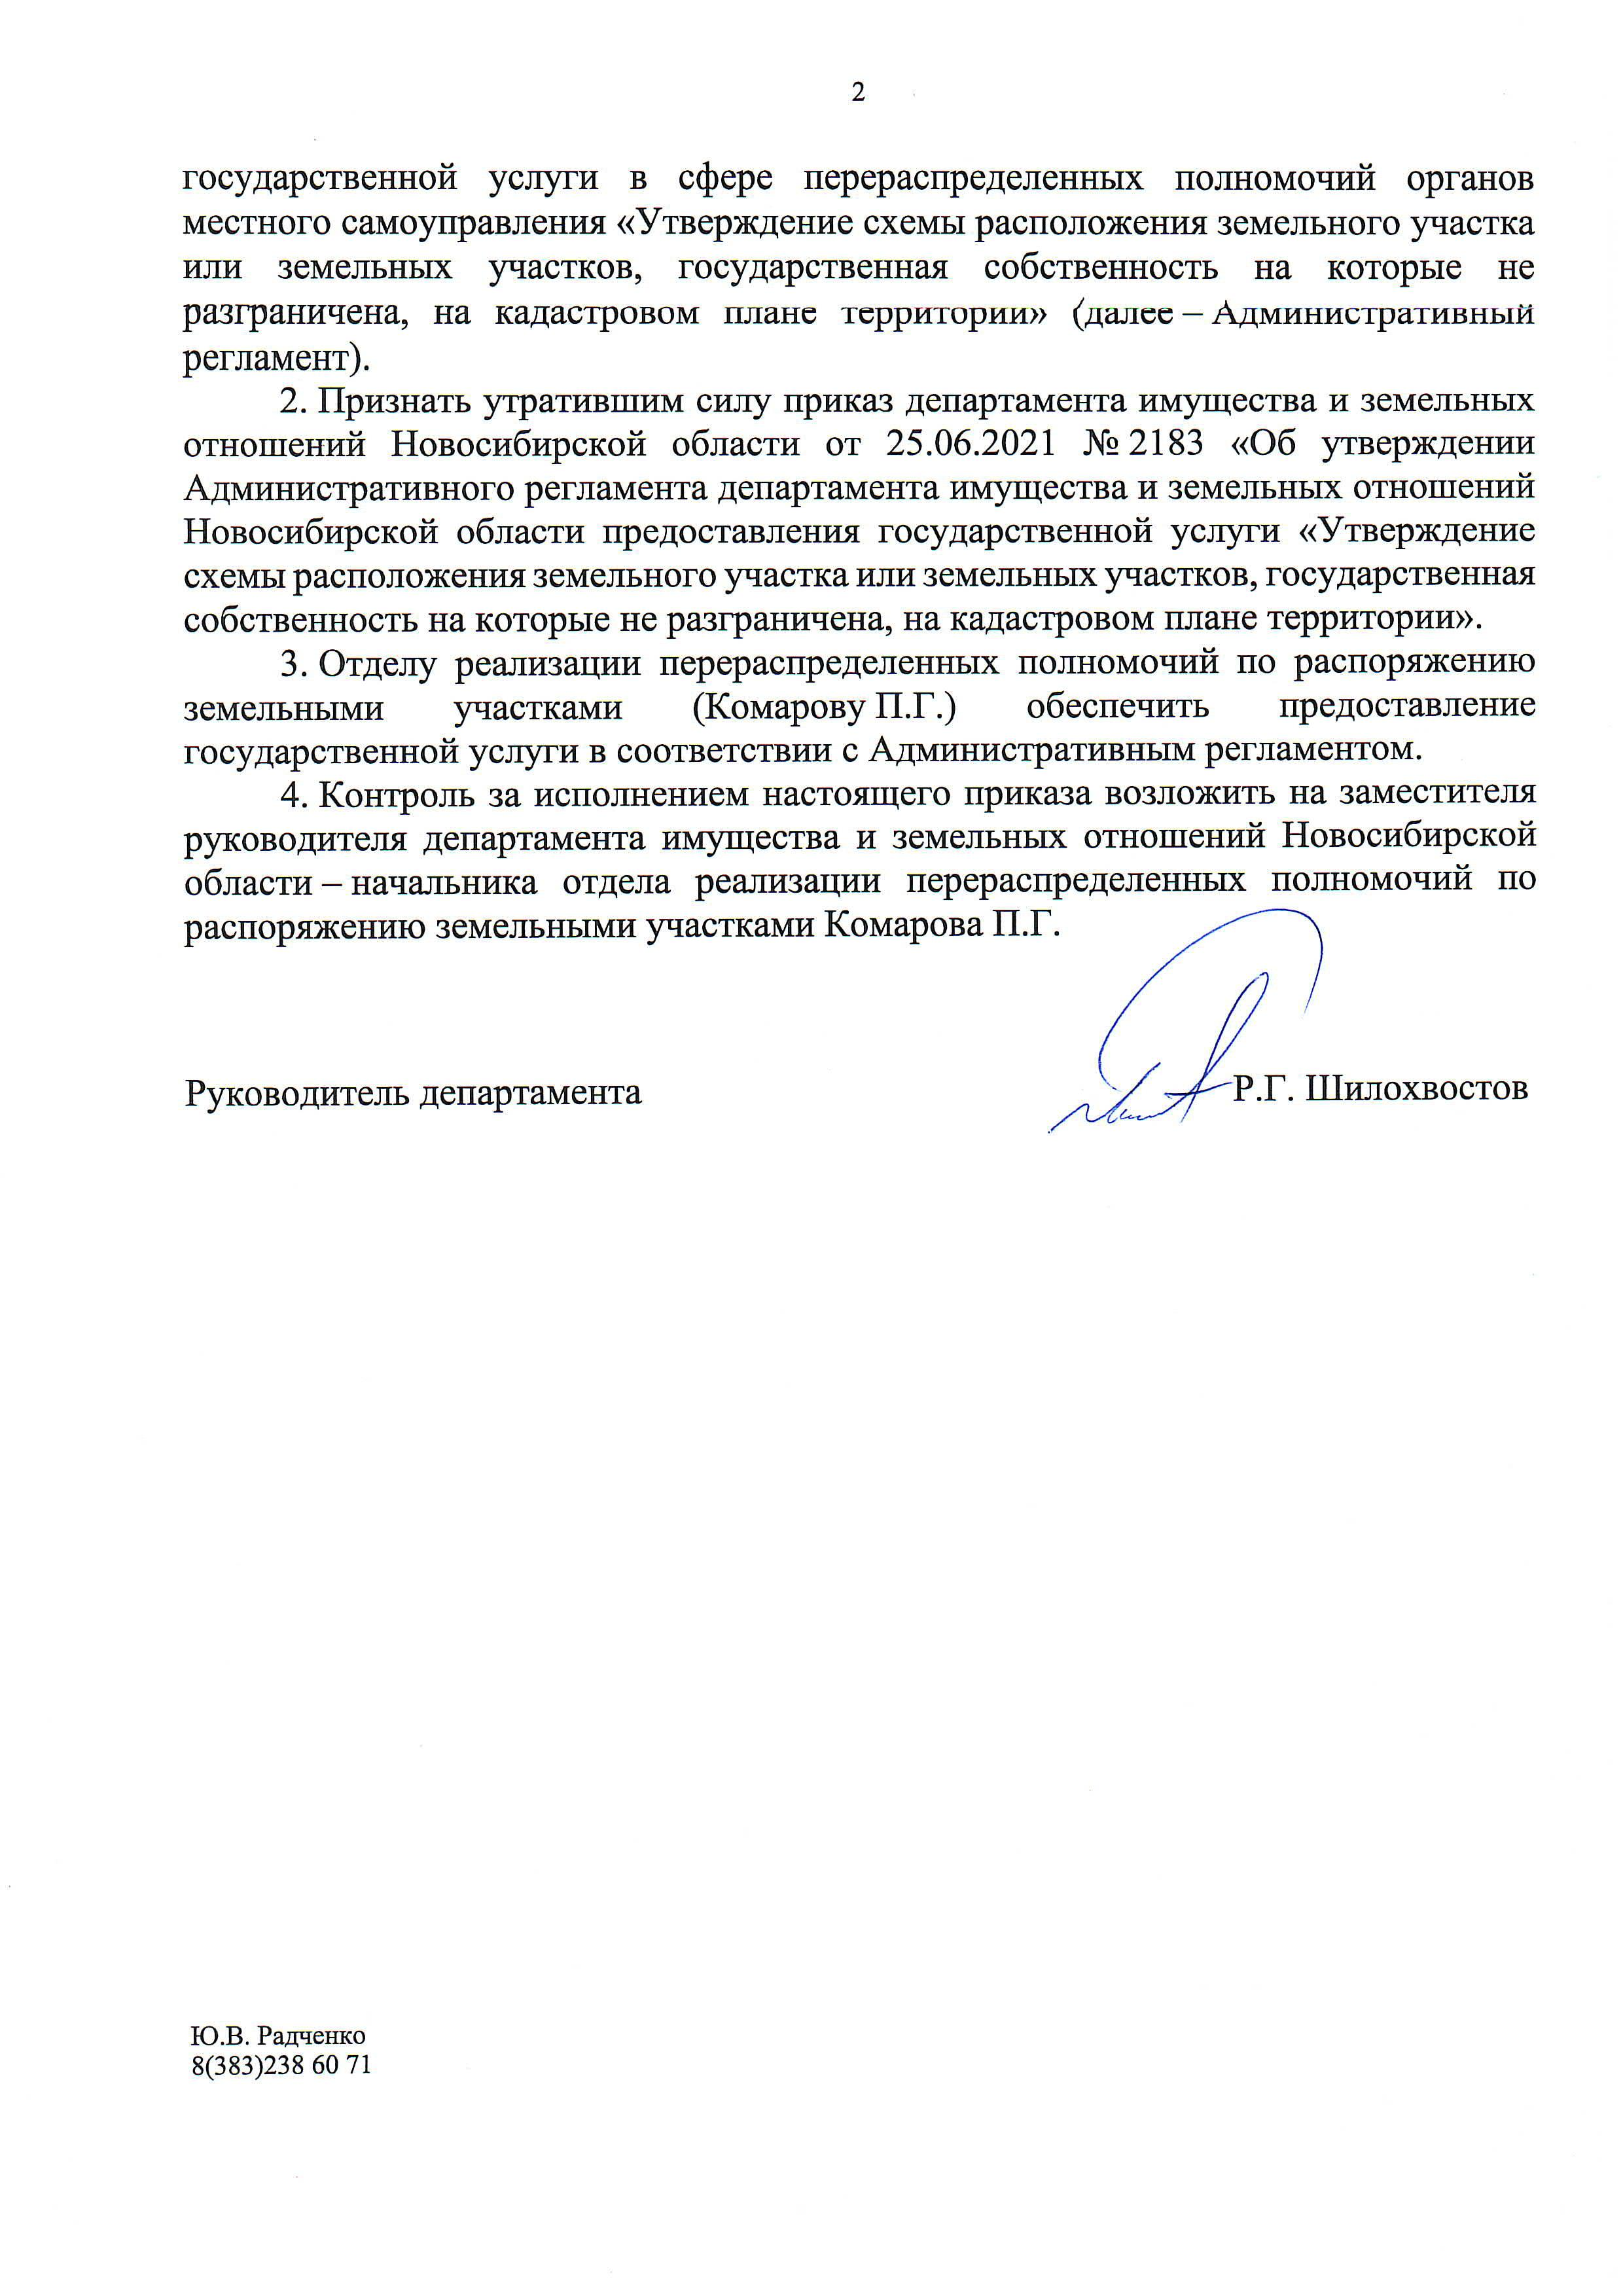 2
государственной услуги в сфере перераспределенных полномочий органов
местного самоуправления «Утверждение схемы расположения земельного участка
или земельных участков, государственная собственность на которые не
разграничена, на кадастровом плане территории» (далее – Административный
регламент).
2. Признать утратившим силу приказ департамента имущества и земельных
отношений Новосибирской области от 25.06.2021 № 2183 «Об утверждении
Административного регламента департамента имущества и земельных отношений
Новосибирской области предоставления государственной услуги «Утверждение
схемы расположения земельного участка или земельных участков, государственная
собственность на которые не разграничена, на кадастровом плане территории».
3. Отделу реализации перераспределенных полномочий по распоряжению
земельными участками (Комарову П.Г.) обеспечить предоставление
государственной услуги в соответствии с Административным регламентом.
4. Контроль за исполнением настоящего приказа возложить на заместителя
руководителя департамента имущества и земельных отношений Новосибирской
области – начальника отдела реализации перераспределенных полномочий по
распоряжению земельными участками Комарова П.Г.
Руководитель департамента Р.Г. Шилохвостов
Ю.В. Радченко
8(383)238 60 71